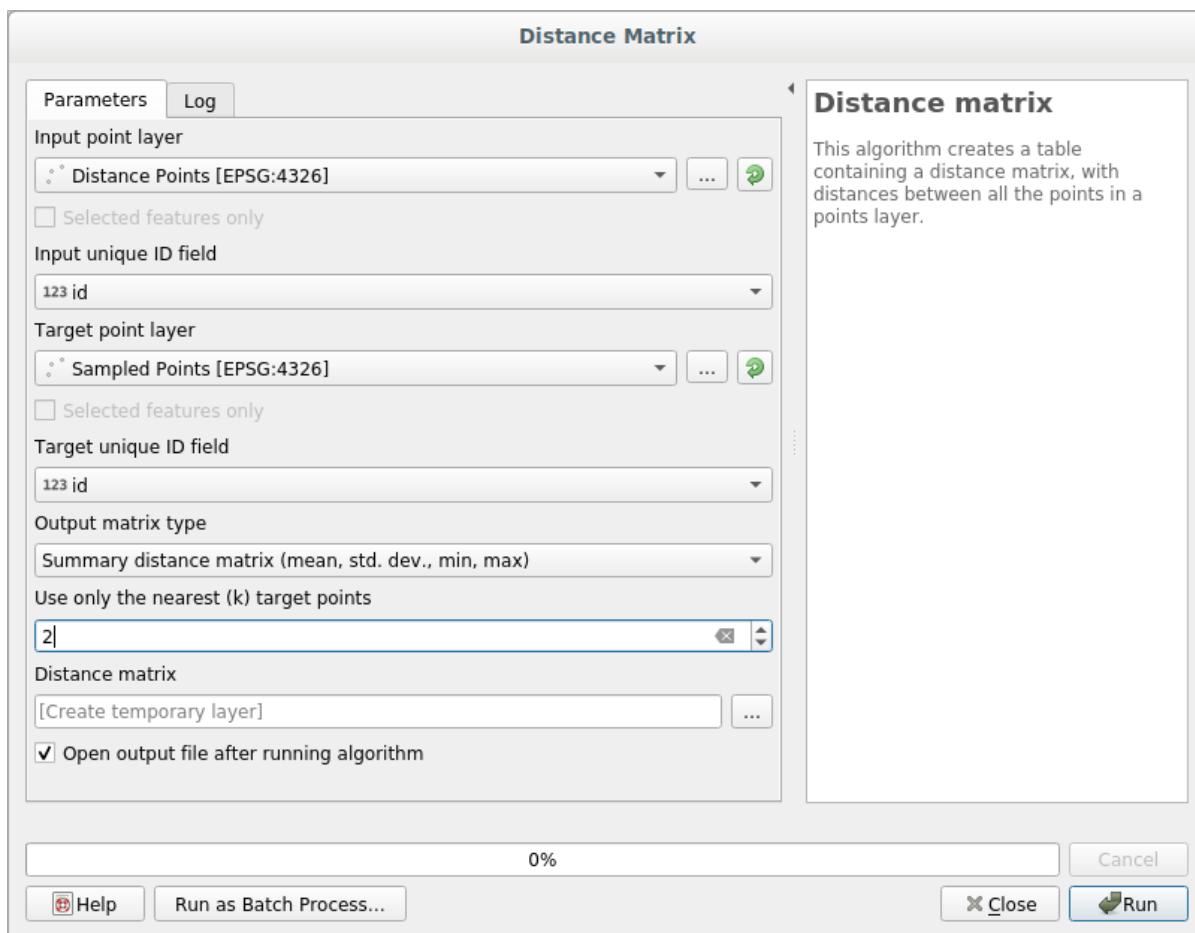 Distance Matrix
Parameters
Log
Input point layer
Distance Points [EPSG:4326]
...
Selected features only
Input unique ID field
123 id
Target point layer
Sampled Points [EPSG:4326]
...
Selected features only
Target unique ID field
123 id
Output matrix type
Summary distance matrix (mean, std. dev., min, max)
Use only the nearest (k) target points
2
Distance matrix
[Create temporary layer]
...
Open output file after running algorithm
Distance matrix
This algorithm creates a table
containing a distance matrix, with
distances between all the points in a
points layer.
0%
Cancel
Help
Run as Batch Process...
Close
Run